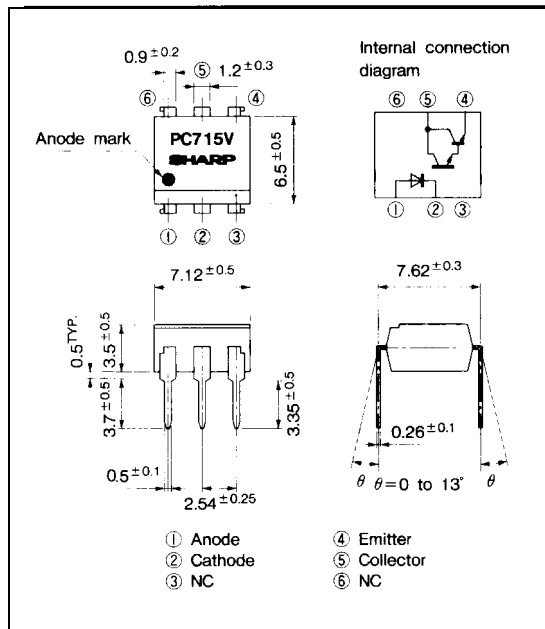 0.9±0.2
⑤
1.2±0.3
⑥
④
Anode mark
PC715V
SHARP
6.5±0.5
①
②
③
Internal connection
diagram
⑥
⑤
④
①
②
③
7.12±0.5
0.5TYP.
3.5±0.5
3.7±0.5
3.35±0.5
0.5±0.1
2.54±0.25
7.62±0.3
0.26±0.1
θ
θ=0 to 13°
θ
① Anode
② Cathode
③ NC
④ Emitter
⑤ Collector
⑥ NC